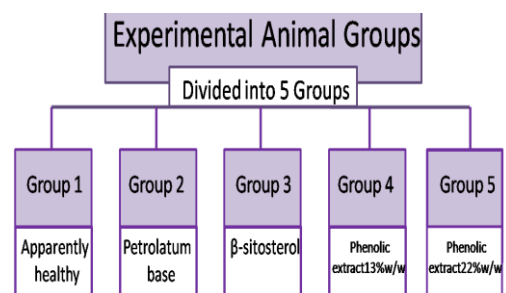 Experimental Animal Groups
Divided into 5 Groups
Group 1
Group 2
Group 3
Group 4
Group 5
Apparently
healthy
Petrolatum
base
β-sitosterol
Phenolic
extract13%w/w
Phenolic
extract22%w/w